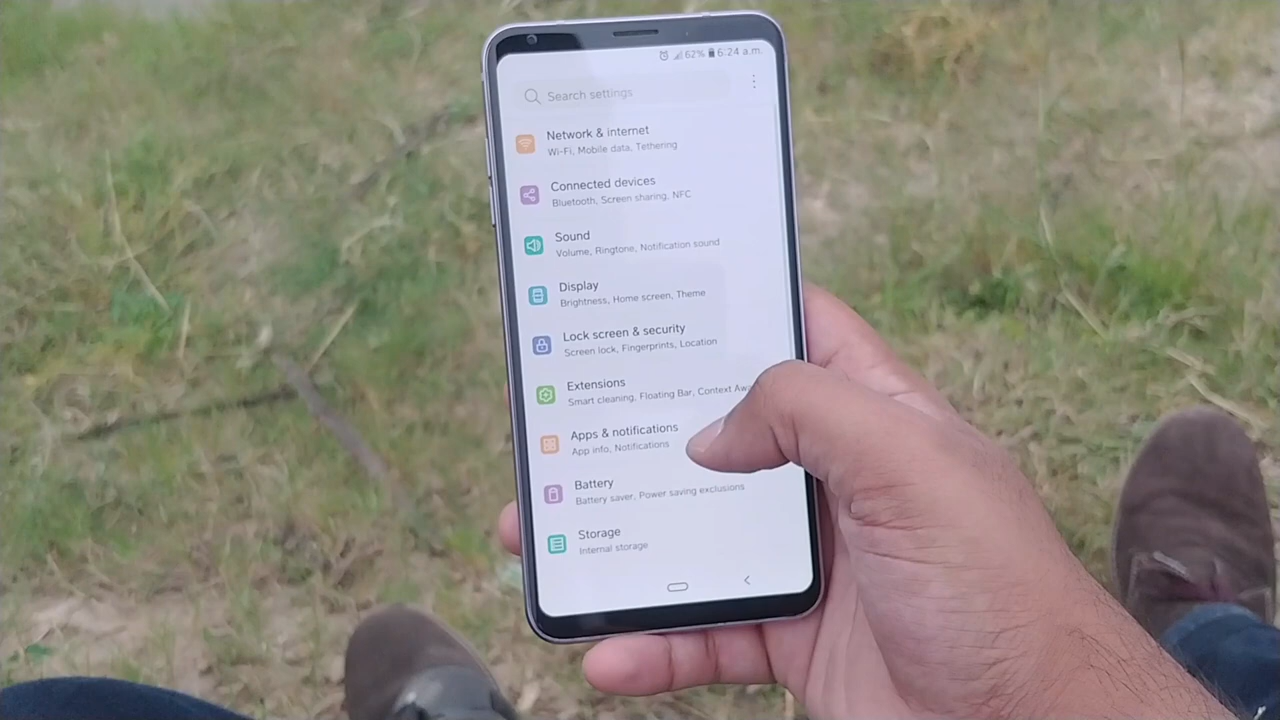 62% 6:24 a.m.
Search settings
Network & internet
Wi-Fi, Mobile data, Tethering
Connected devices
Bluetooth, Screen sharing, NFC
Sound
Volume, Ringtone, Notification sound
Display
Brightness, Home screen, Theme
Lock screen & security
Screen lock, Fingerprints, Location
Extensions
Smart cleaning, Floating Bar, Context Aw
Apps & notifications
App info, Notifications
Battery
Battery saver, Power saving exclusions
Storage
Internal storage